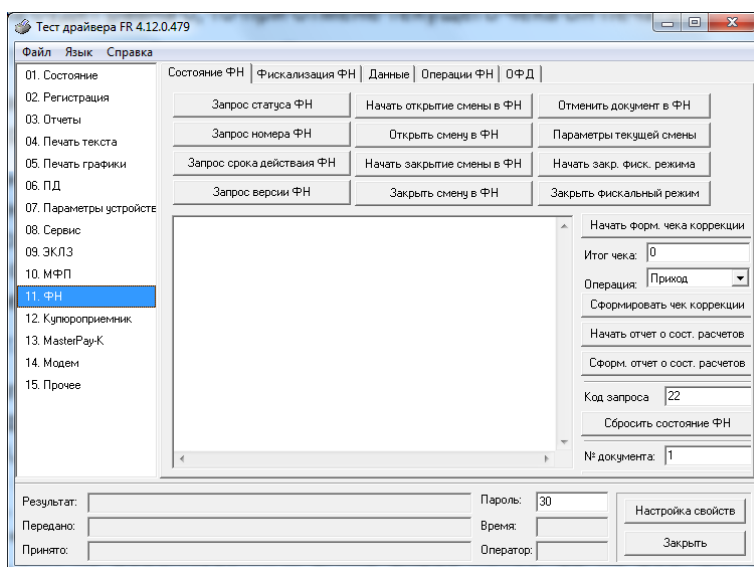 Тест драйвера FR 4.12.0.479
Файл Язык Справка
01. Состояние
02. Регистрация
03. Отчеты
04. Печать текста
05. Печать графики
06. ПД
07. Параметры устройств
08. Сервис
09. ЭКЛЗ
10. МФП
11. ФН
12. Купюроприемник
13. MasterPay-K
14. Модем
15. Прочее
Состояние ФН Фискализация ФН Данные Операции ФН ОФД
Запрос статуса ФН Начать открытие смены в ФН Отменить документ в ФН
Запрос номера ФН Открыть смену в ФН Параметры текущей смены
Запрос срока действаия ФН Начать закрытие смены в ФН Начать закр. фиск. режима
Запрос версии ФН Закрыть смену в ФН Закрыть фискальный режим
Начать форм. чека коррекции
Итог чека: 0
Операция: Приход
Сформировать чек коррекции
Начать отчет о сост. расчетов
Сформ. отчет о сост. расчетов
Код запроса 22
Сбросить состояние ФН
№ документа: 1
Результат: Пароль: 30 Настройка свойств
Передано: Время:
Принято: Оператор: Закрыть